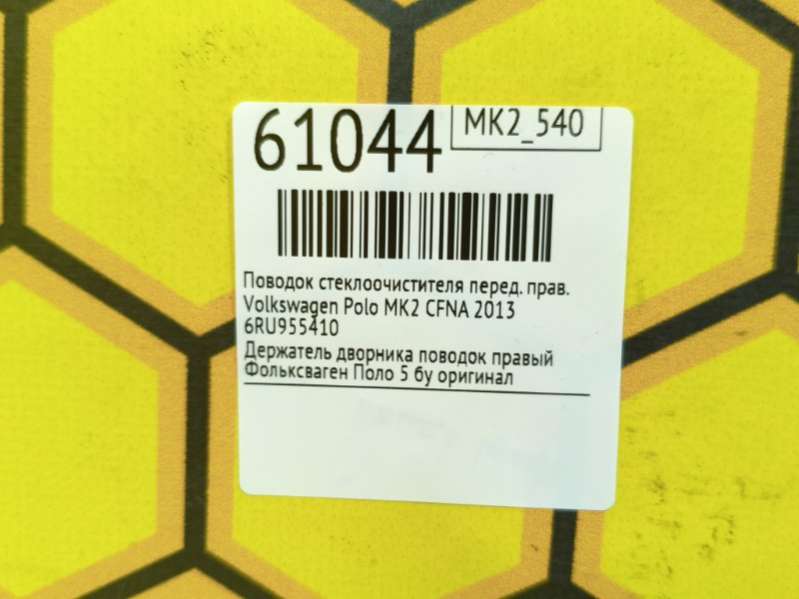 61044
MK2_540
Поводок стеклоочистителя перед. прав.
Volkswagen Polo MK2 CFNA 2013
6RU955410
Держатель дворника поводок правый
Фольксваген Поло 5 бу оригинал